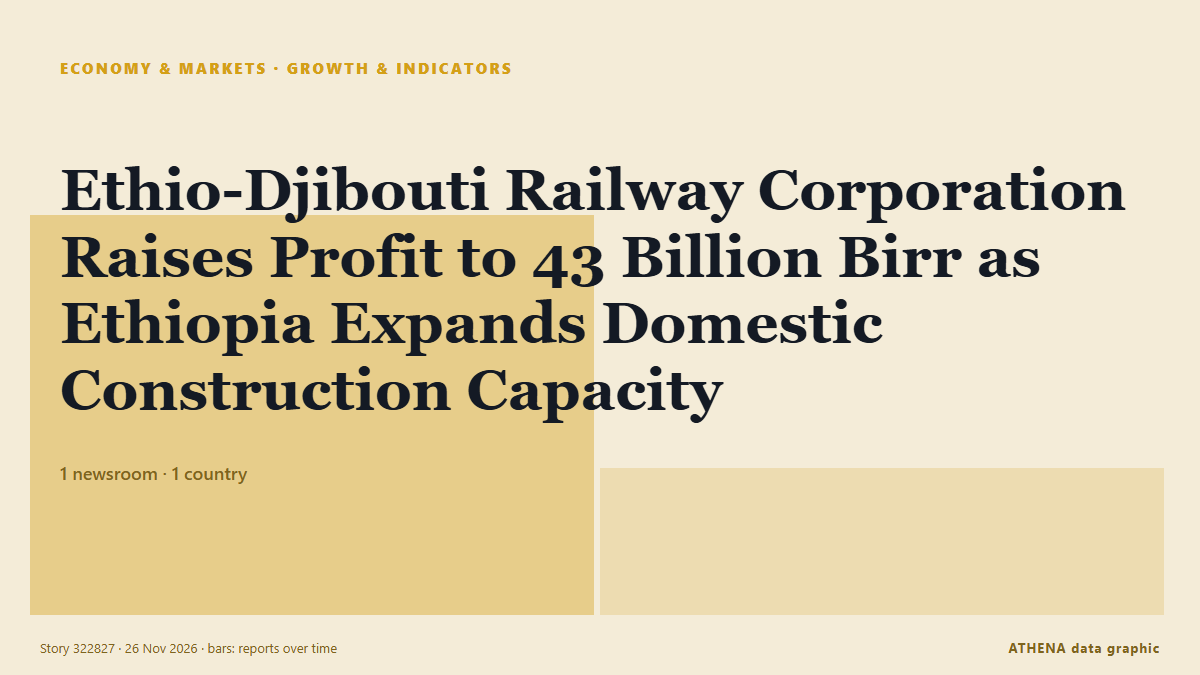 ECONOMY & MARKETS · GROWTH & INDICATORS
Ethio-Djibouti Railway Corporation
Raises Profit to 43 Billion Birr as
Ethiopia Expands Domestic
Construction Capacity
1 newsroom · 1 country
Story 322827 · 26 Nov 2026 · bars: reports over time
ATHENA data graphic